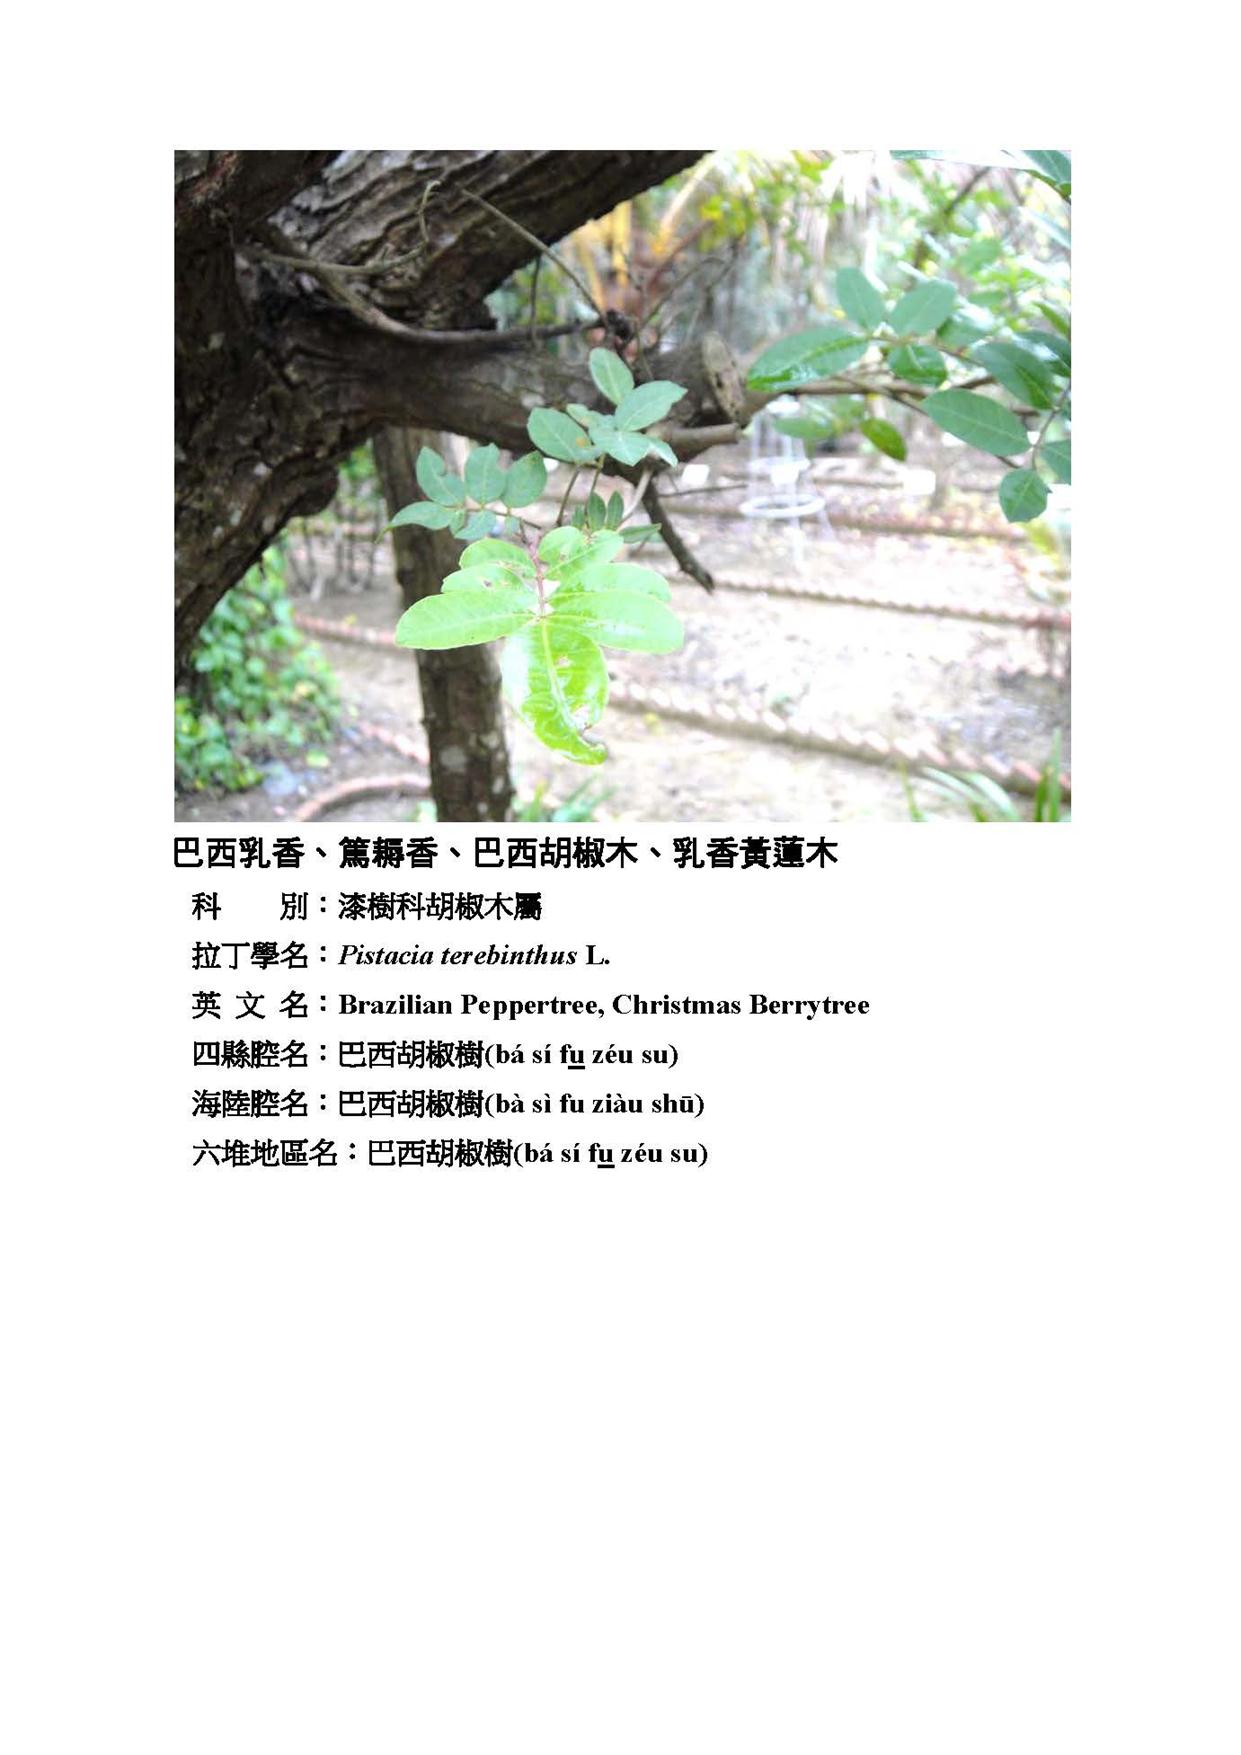 巴西乳香、篤耨香、巴西胡椒木、乳香黃蓮木
科　　別：漆樹科胡椒木屬
拉丁學名：Pistacia terebinthus L.
英 文 名：Brazilian Peppertree, Christmas Berrytree
四縣腔名：巴西胡椒樹(bá sí fu zéu su)
海陸腔名：巴西胡椒樹(bà sì fu ziàu shū)
六堆地區名：巴西胡椒樹(bá sí fu zéu su)